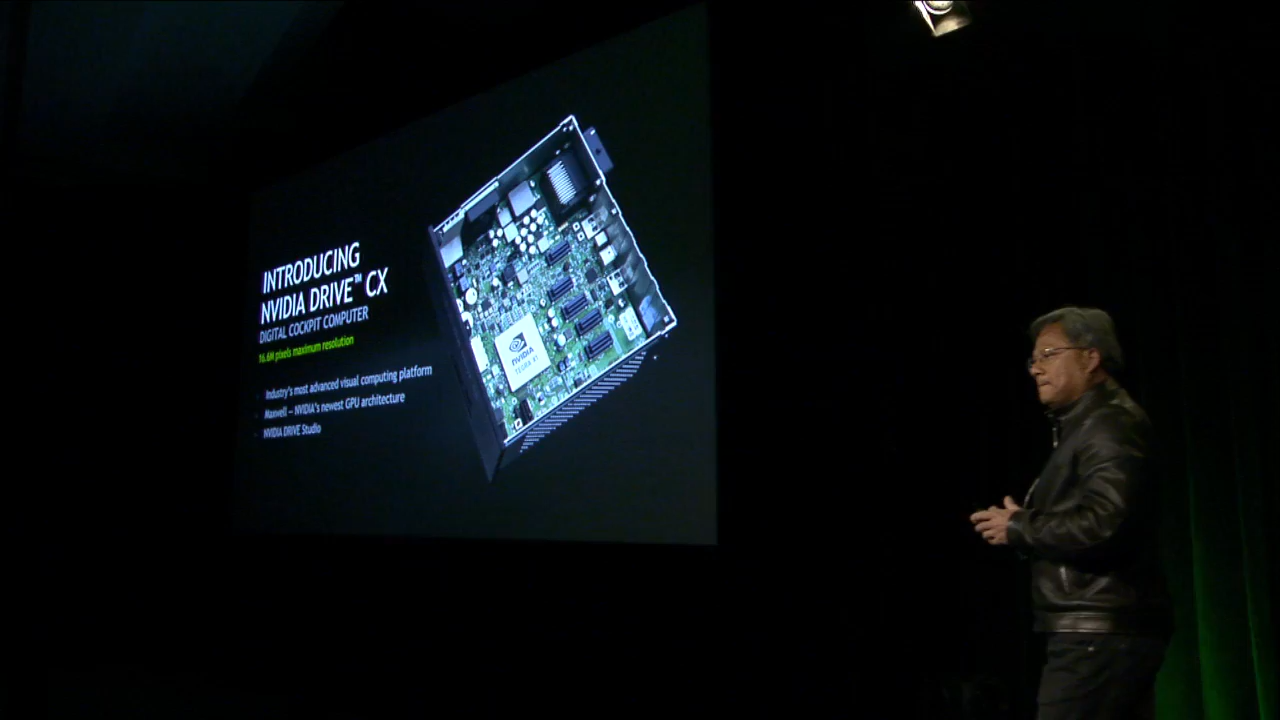 INTRODUCING
NVIDIA DRIVE™ CX
DIGITAL COCKPIT COMPUTER
16.6M pixels maximum resolution
Industry's most advanced visual computing platform
Maxwell – NVIDIA's newest GPU architecture
NVIDIA DRIVE Studio
NVIDIA
TEGRA X1